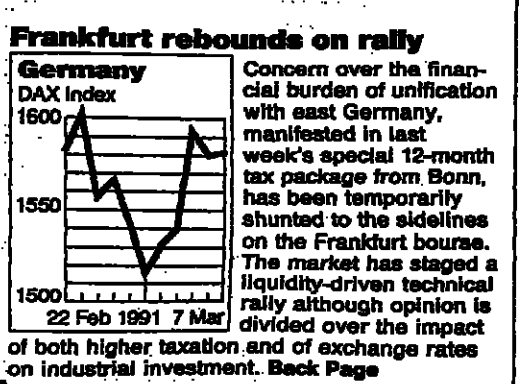 Frankfurt rebounds on rally
Germany
DAX Index
1600
1550
1500
22 Feb 1991 7 Mar
Concern over the finan-
cial burden of unification
with east Germany,
manifested in last
week's special 12-month
tax package from Bonn,
has been temporarily
shunted to the sidelines
on the Frankfurt bourse.
The market has staged a
liquidity-driven technical
rally although opinion is
divided over the impact
of both higher taxation and of exchange rates
on industrial investment. Back Page